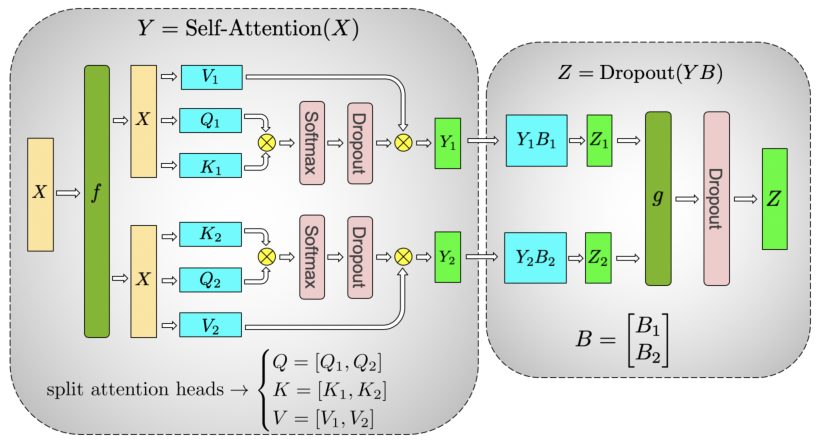 Y = Self-Attention(X)
Z = Dropout(YB)
X
f
X
V₁
Q₁
K₁
Softmax
Dropout
Y₁
Y₁B₁
Z₁
X
K₂
Q₂
V₂
Softmax
Dropout
Y₂
Y₂B₂
Z₂
g
Dropout
Z
split attention heads → { Q = [Q₁, Q₂]
K = [K₁, K₂]
V = [V₁, V₂]
B = [B₁
B₂]